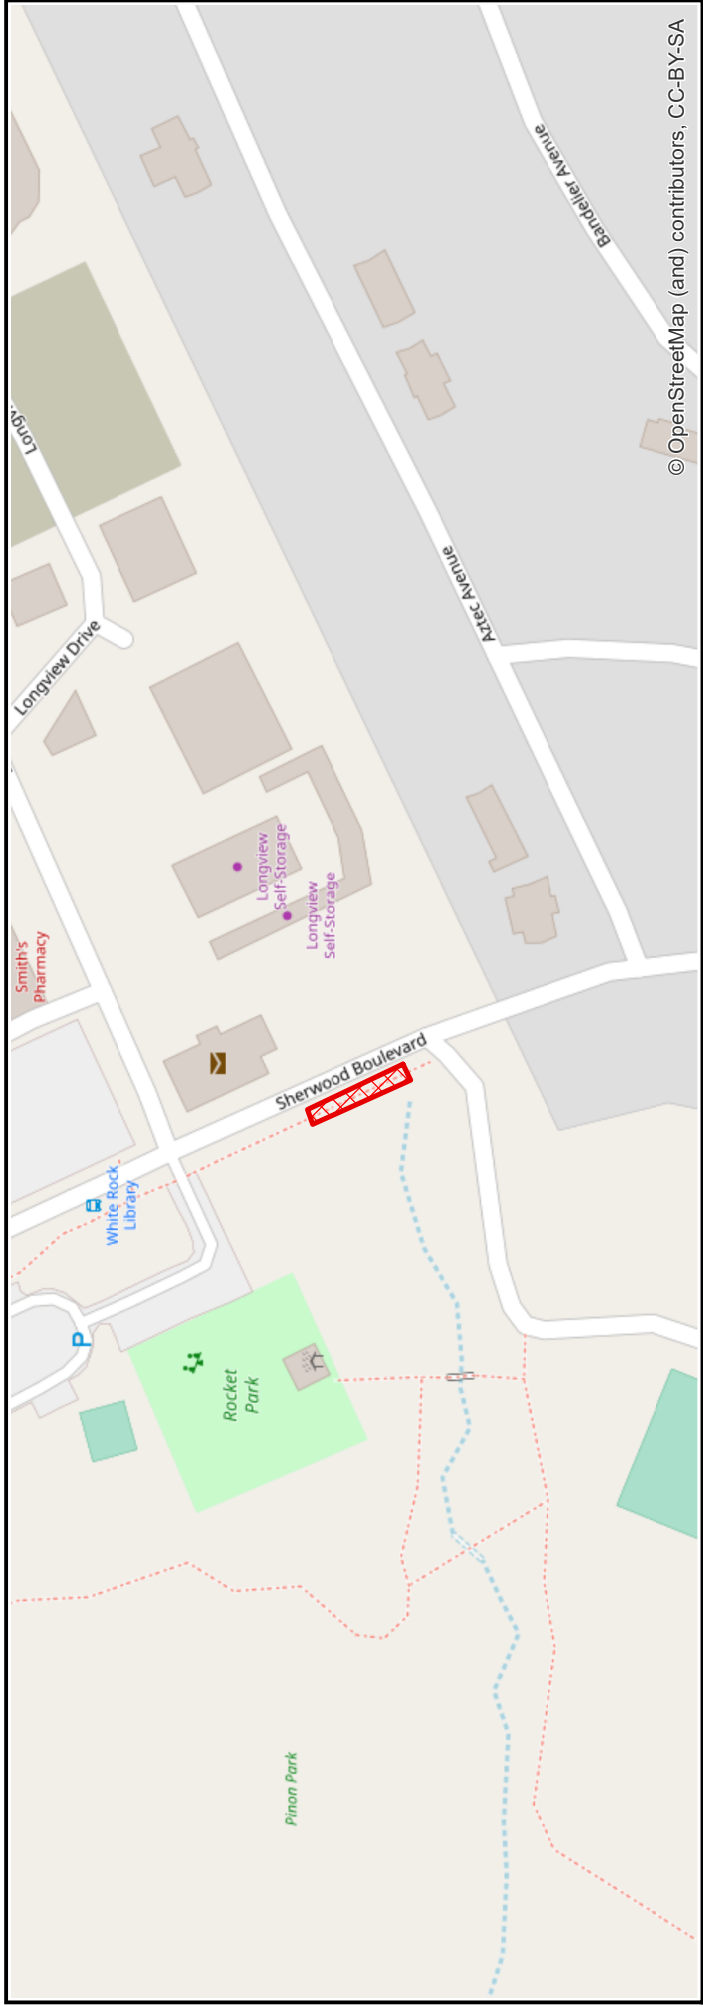 © OpenStreetMap (and) contributors, CC-BY-SA
Bandelier Avenue
Longv
Aztec Avenue
Longview Drive
Longview
Self-Storage
Longview
Self-Storage
Smith's
Pharmacy
Sherwood Boulevard
White Rock
Library
P
Rocket
Park
Pinon Park